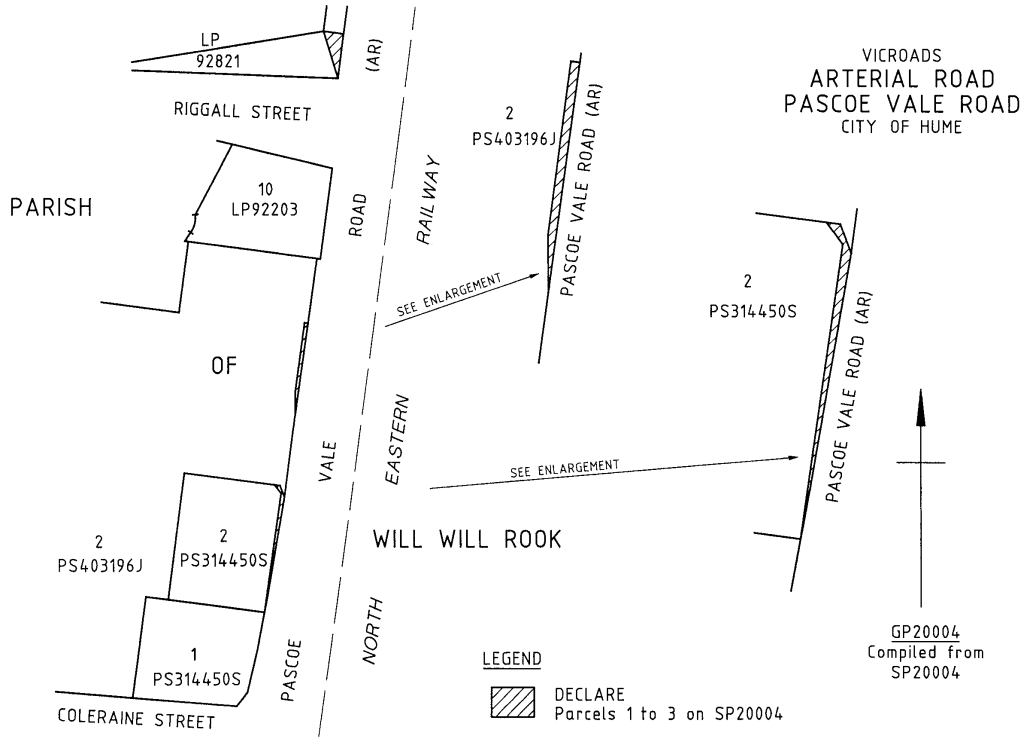 LP
92821
(AR)
RIGGALL STREET
VICROADS
ARTERIAL ROAD
PASCOE VALE ROAD
CITY OF HUME
2
PS403196J
PASCOE VALE ROAD (AR)
PARISH
10
LP92203
ROAD
RAILWAY
SEE ENLARGEMENT
2
PS314450S
PASCOE VALE ROAD (AR)
OF
VALE
EASTERN
SEE ENLARGEMENT
2
PS403196J
2
PS314450S
WILL WILL ROOK
1
PS314450S
PASCOE
NORTH
COLERAINE STREET
LEGEND
DECLARE
Parcels 1 to 3 on SP20004
GP20004
Compiled from
SP20004